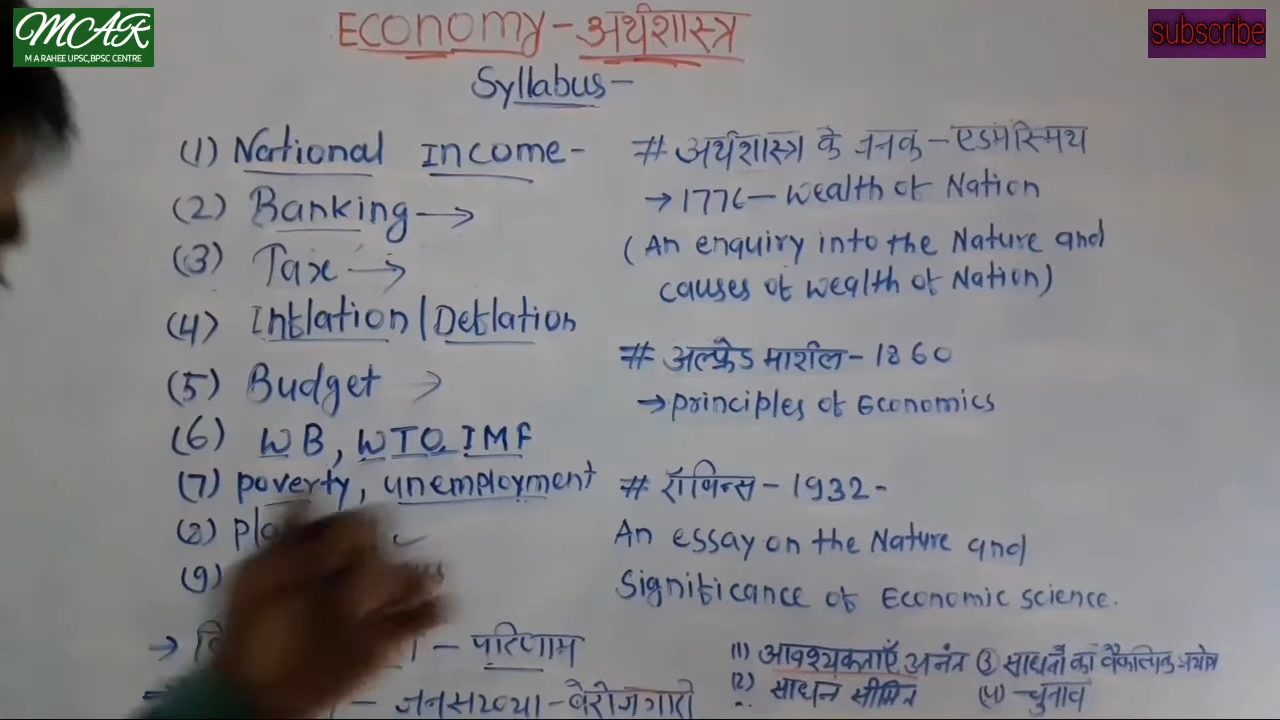 MCAR
M A RAHEE UPSC,BPSC CENTRE
subscribe
Economy - अर्थशास्त्र
Syllabus -
(1) National Income -
(2) Banking →
(3) Tax →
(4) Inflation / Deflation
(5) Budget >
(6) WB, WTO, IMF
(7) poverty, unemployment
(8)
(9)
→ - परिणाम
- जनसंख्या - बेरोजगारी
# अर्थशास्त्र के जनक - एडमस्मिथ
→ 1776 - Wealth of Nation
(An enquiry into the Nature and
causes of wealth of Nation)
# अल्फ्रेड मार्शल - 1860
→ principles of Economics
# रॉबिन्स - 1932 -
An essay on the Nature and
Significance of Economic science.
(1) आवश्यकताएँ अनंत (3) साधनों का वैकल्पिक प्रयोग
(2) साधन सीमित (4) चुनाव